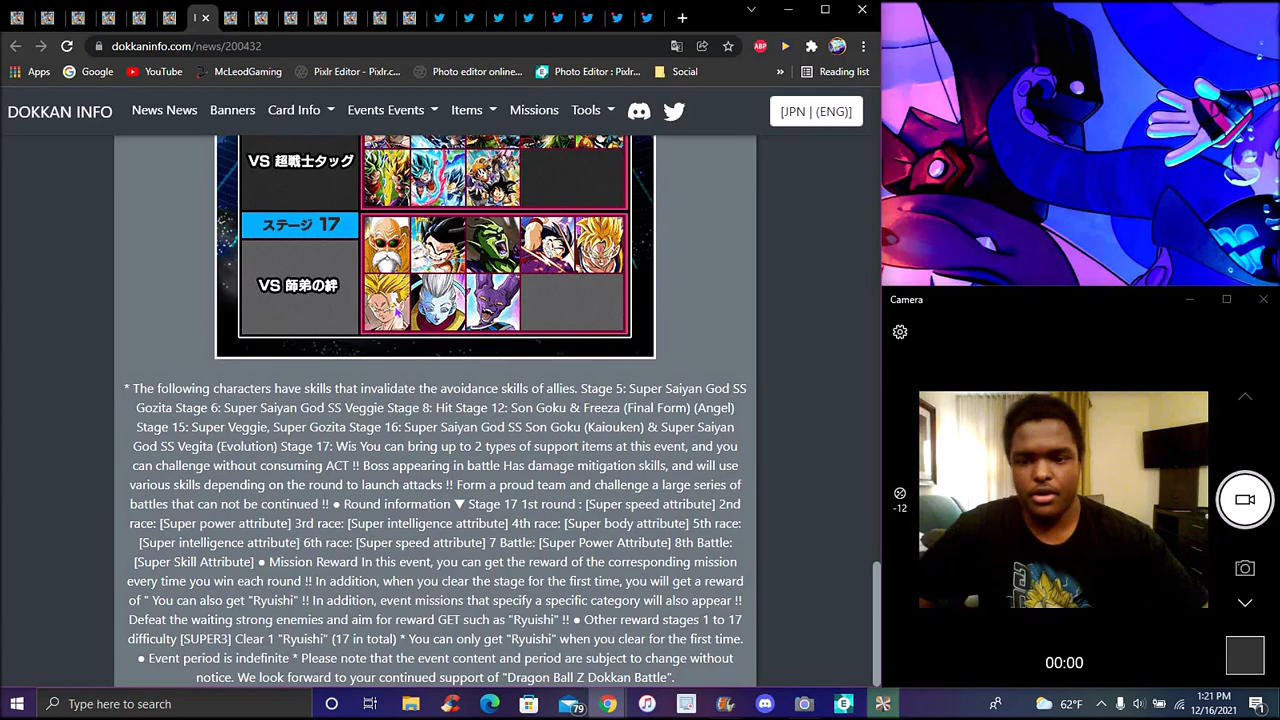 dokkaninfo.com/news/200432
ABP
Apps
Google
YouTube
McLeodGaming
Pixlr Editor - Pixlr.c...
Photo editor online...
Photo Editor : Pixlr...
Social
»
Reading list
DOKKAN INFO
News News
Banners
Card Info
Events Events
Items
Missions
Tools
[JPN | (ENG)]
VS 超戦士タッグ
ステージ 17
VS 師弟の絆
* The following characters have skills that invalidate the avoidance skills of allies. Stage 5: Super Saiyan God SS
Gozita Stage 6: Super Saiyan God SS Veggie Stage 8: Hit Stage 12: Son Goku & Freeza (Final Form) (Angel)
Stage 15: Super Veggie, Super Gozita Stage 16: Super Saiyan God SS Son Goku (Kaiouken) & Super Saiyan
God SS Vegita (Evolution) Stage 17: Wis You can bring up to 2 types of support items at this event, and you
can challenge without consuming ACT !! Boss appearing in battle Has damage mitigation skills, and will use
various skills depending on the round to launch attacks !! Form a proud team and challenge a large series of
battles that can not be continued !! ● Round information ▼ Stage 17 1st round : [Super speed attribute] 2nd
race: [Super power attribute] 3rd race: [Super intelligence attribute] 4th race: [Super body attribute] 5th race:
[Super intelligence attribute] 6th race: [Super speed attribute] 7 Battle: [Super Power Attribute] 8th Battle:
[Super Skill Attribute] ● Mission Reward In this event, you can get the reward of the corresponding mission
every time you win each round !! In addition, when you clear the stage for the first time, you will get a reward
of " You can also get "Ryuishi" !! In addition, event missions that specify a specific category will also appear !!
Defeat the waiting strong enemies and aim for reward GET such as "Ryuishi" !! ● Other reward stages 1 to 17
difficulty [SUPER3] Clear 1 "Ryuishi" (17 in total) * You can only get "Ryuishi" when you clear for the first time.
● Event period is indefinite * Please note that the event content and period are subject to change without
notice. We look forward to your continued support of "Dragon Ball Z Dokkan Battle".
Camera
-12
00:00
Type here to search
79
62°F
1:21 PM
12/16/2021
1